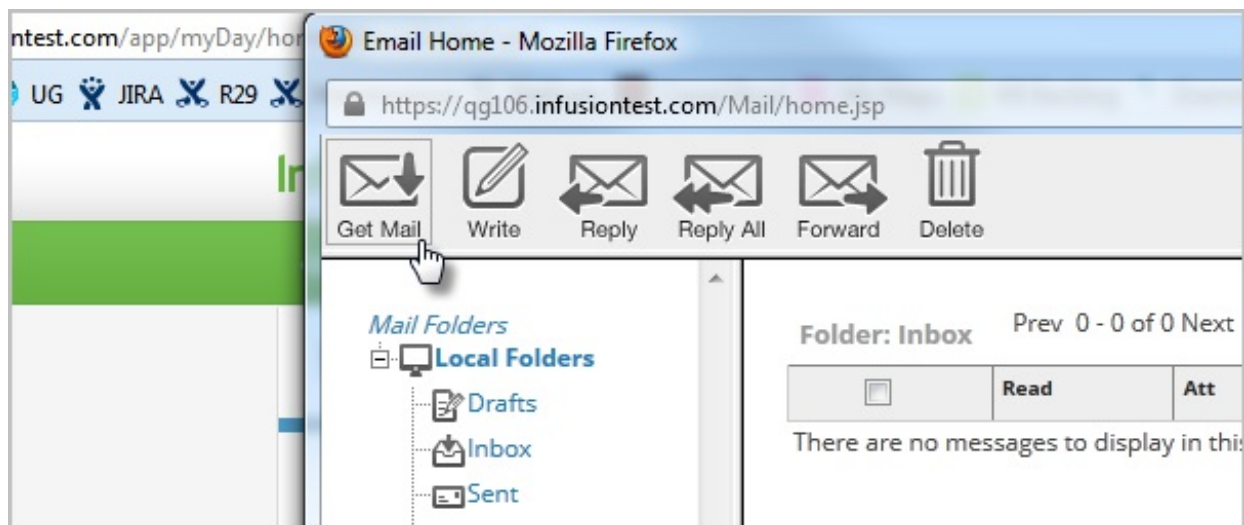 ntest.com/app/myDay/hor
Email Home - Mozilla Firefox
UG JIRA R29
https://qg106.infusiontest.com/Mail/home.jsp
In
Get Mail Write Reply Reply All Forward Delete
Mail Folders
Local Folders
Drafts
Inbox
Sent
Folder: Inbox Prev 0 - 0 of 0 Next
Read Att
There are no messages to display in this